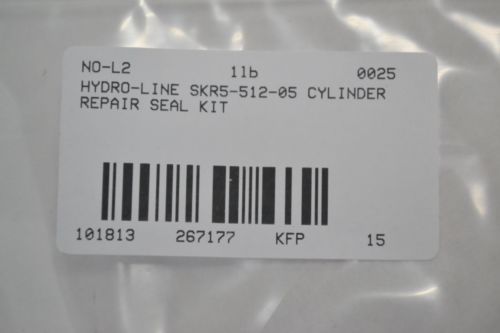 NO-L2 1lb 0025
HYDRO-LINE SKR5-512-05 CYLINDER
REPAIR SEAL KIT
101813 267177 KFP 15